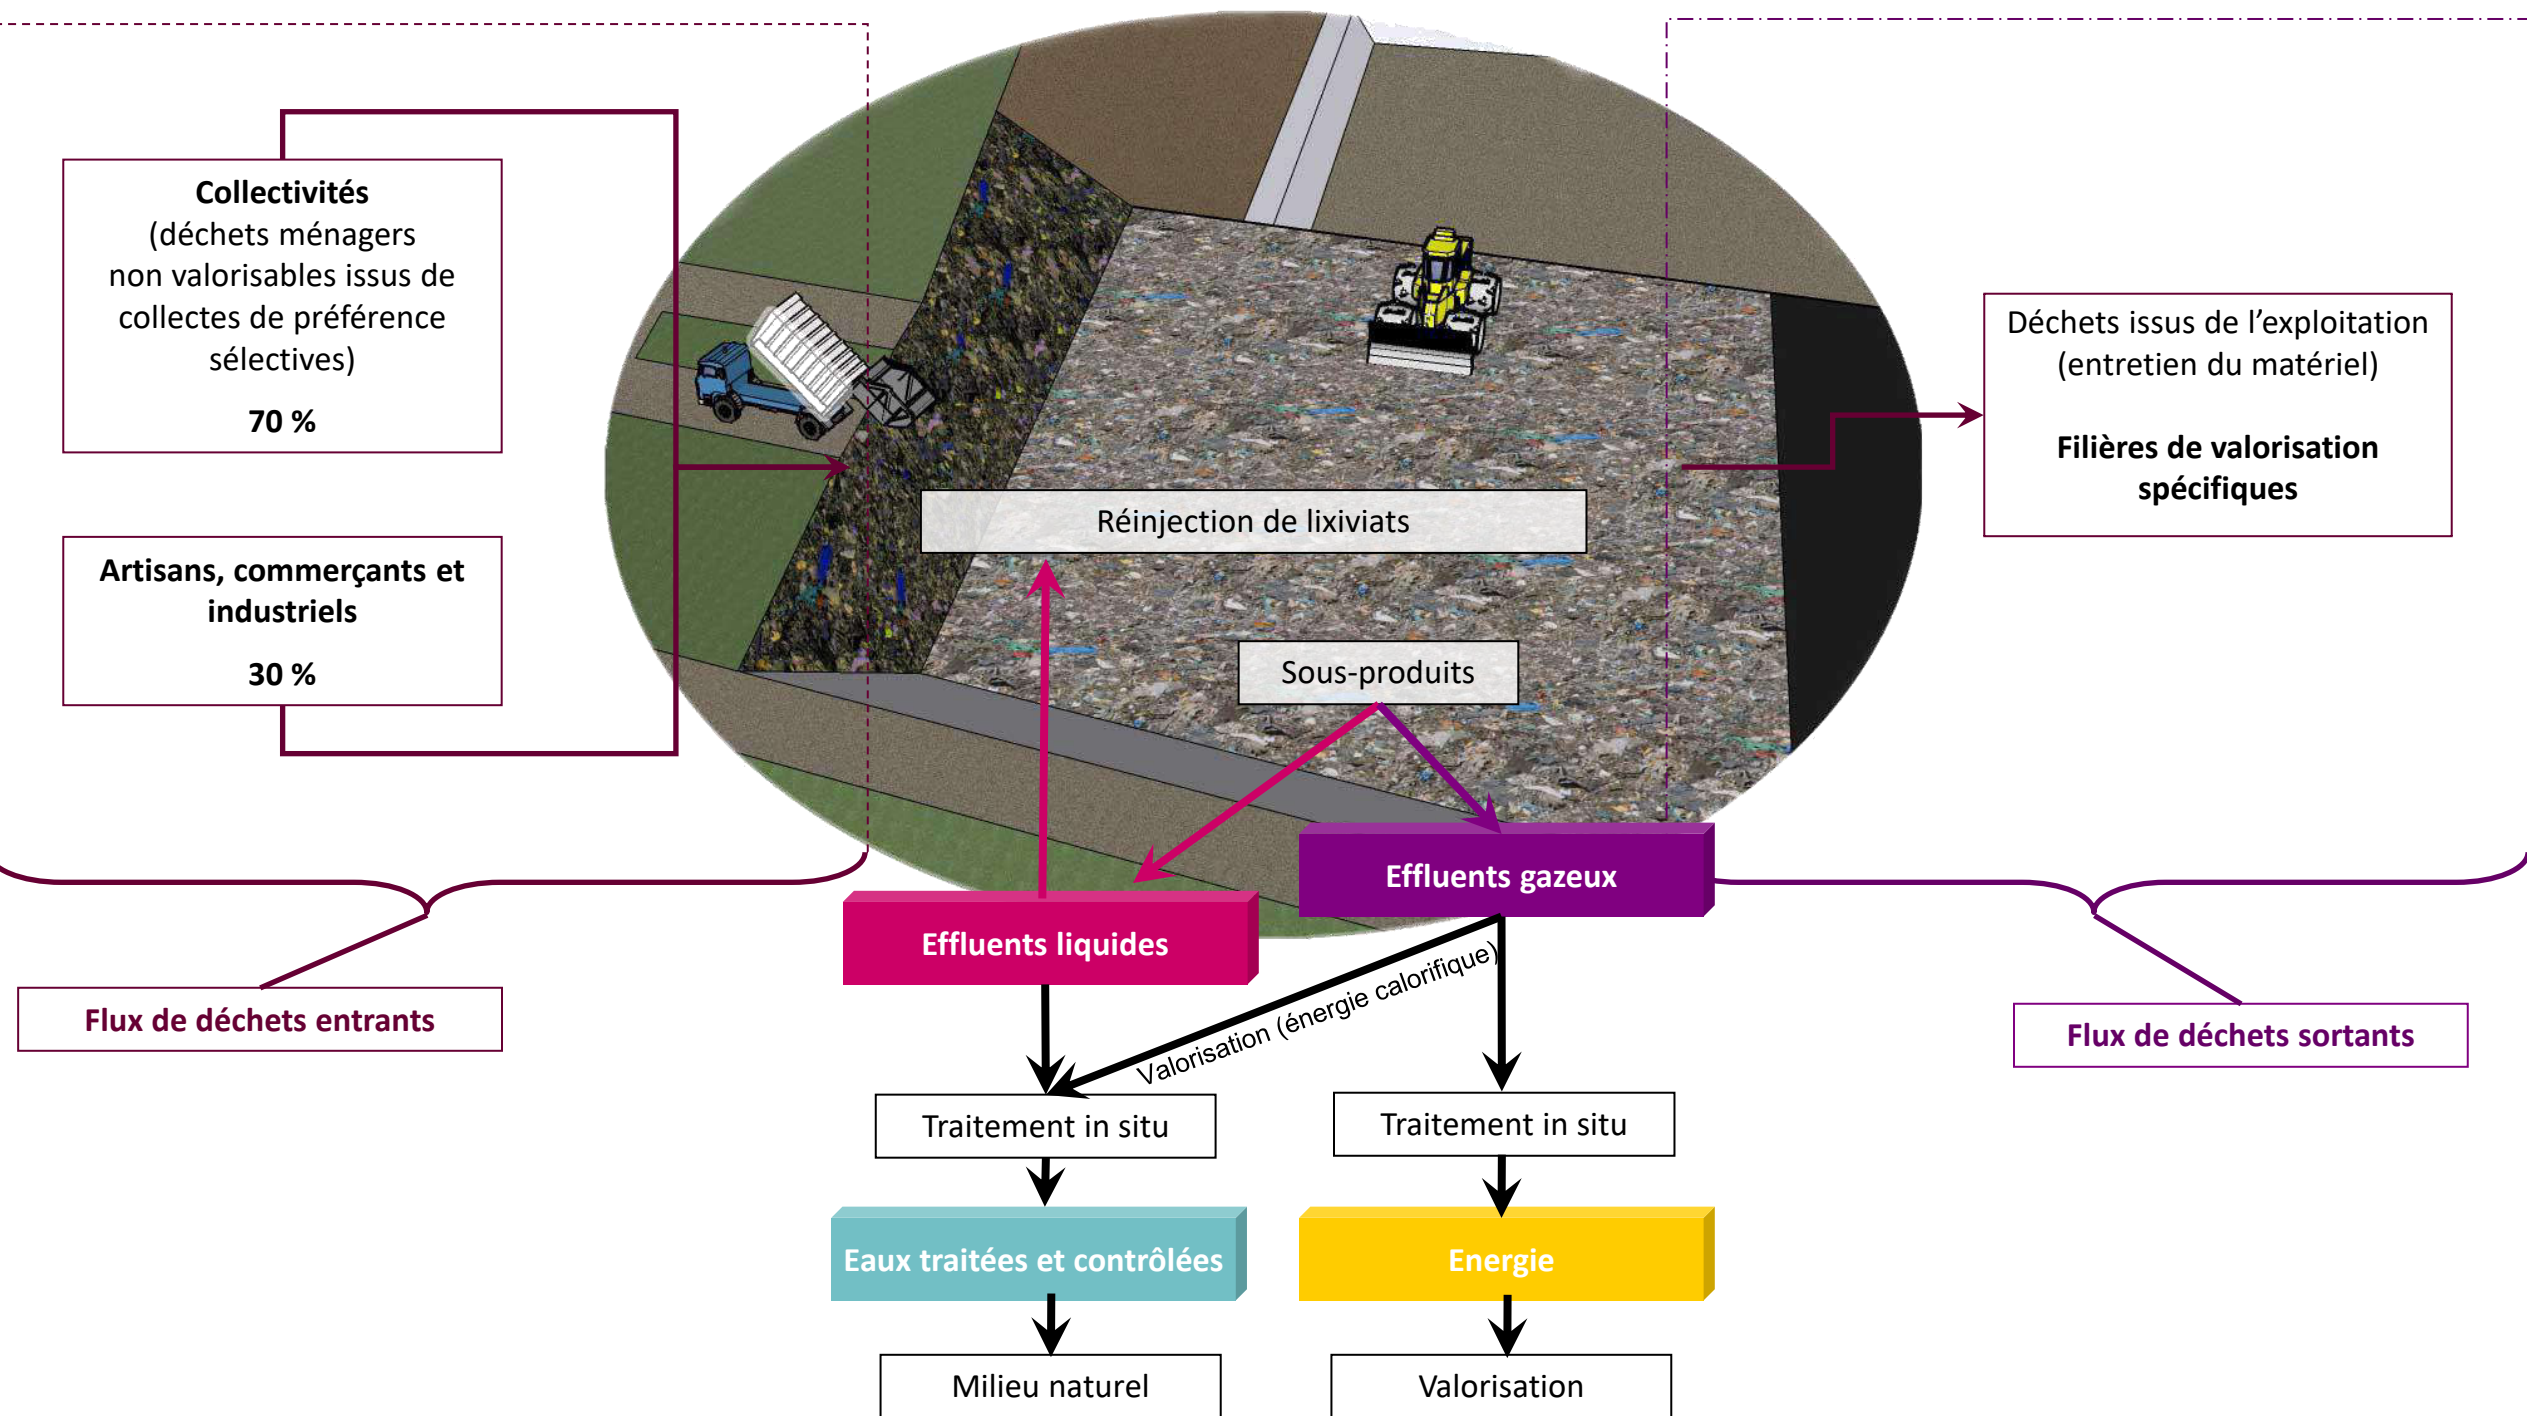 Collectivités
(déchets ménagers
non valorisables issus de
collectes de préférence
sélectives)
70 %
Artisans, commerçants et
industriels
30 %
Flux de déchets entrants
Réinjection de lixiviats
Sous-produits
Effluents liquides
Effluents gazeux
Valorisation (énergie calorifique)
Traitement in situ
Traitement in situ
Eaux traitées et contrôlées
Energie
Milieu naturel
Valorisation
Déchets issus de l’exploitation
(entretien du matériel)
Filières de valorisation
spécifiques
Flux de déchets sortants